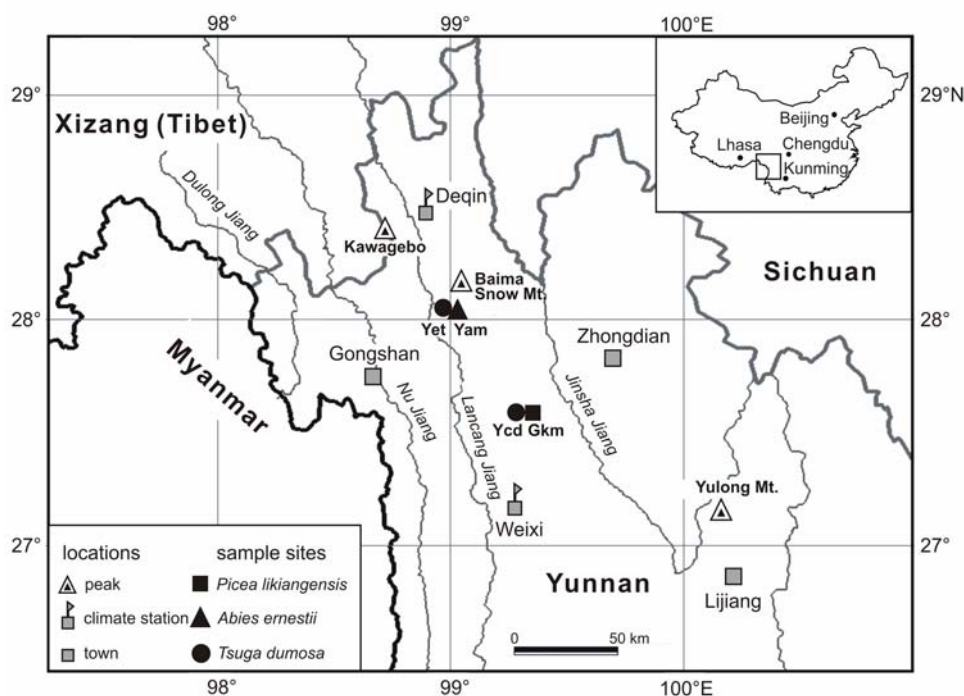 98°
99°
100°E
29°
29°N
Xizang (Tibet)
Beijing
Lhasa
Chengdu
Kunming
Dulong Jiang
Deqin
Kawagebo
Baima
Snow Mt.
Sichuan
28°
28°
Yet Yam
Zhongdian
Gongshan
Myanmar
Nu Jiang
Lancang Jiang
Jinsha Jiang
Ycd Gkm
Yulong Mt.
Weixi
27°
27°
Yunnan
Lijiang
locations
sample sites
peak
Picea likiangensis
climate station
Abies ernestii
town
Tsuga dumosa
0
50 km
98°
99°
100°E